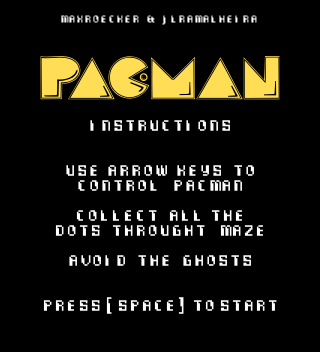 MAXROECKER & JLRAMALHEIRA
PACMAN
INSTRUCTIONS
USE ARROW KEYS TO
CONTROL PACMAN
COLLECT ALL THE
DOTS THROUGHT MAZE
AVOID THE GHOSTS
PRESS[SPACE] TO START